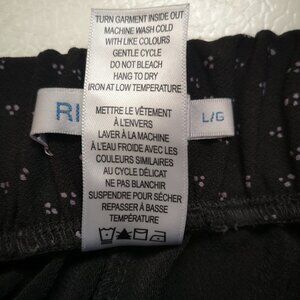 TURN GARMENT INSIDE OUT
MACHINE WASH COLD
WITH LIKE COLOURS
GENTLE CYCLE
DO NOT BLEACH
HANG TO DRY
IRON AT LOW TEMPERATURE
METTRE LE VÊTEMENT
À L'ENVERS
LAVER À LA MACHINE
À L'EAU FROIDE AVEC LES
COULEURS SIMILAIRES
AU CYCLE DÉLICAT
NE PAS BLANCHIR
SUSPENDRE POUR SÉCHER
REPASSER À BASSE
TEMPÉRATURE
L/G